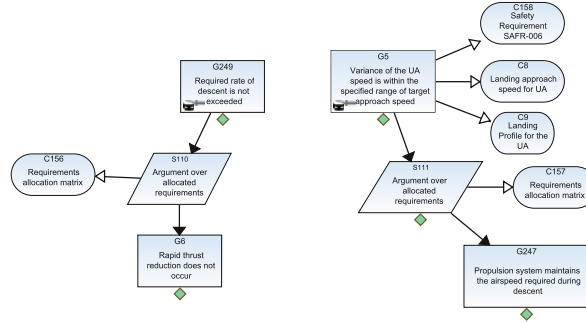 C158
Safety
Requirement
SAFR-006
G249
Required rate of
descent is not
exceeded
G5
Variance of the UA
speed is within the
specified range of target
approach speed
C8
Landing approach
speed for UA
C9
Landing
Profile for the
UA
C156
Requirements
allocation matrix
S110
Argument over
allocated
requirements
S111
Argument over
allocated
requirements
C157
Requirements
allocation matrix
G6
Rapid thrust
reduction does not
occur
G247
Propulsion system maintains
the airspeed required during
descent